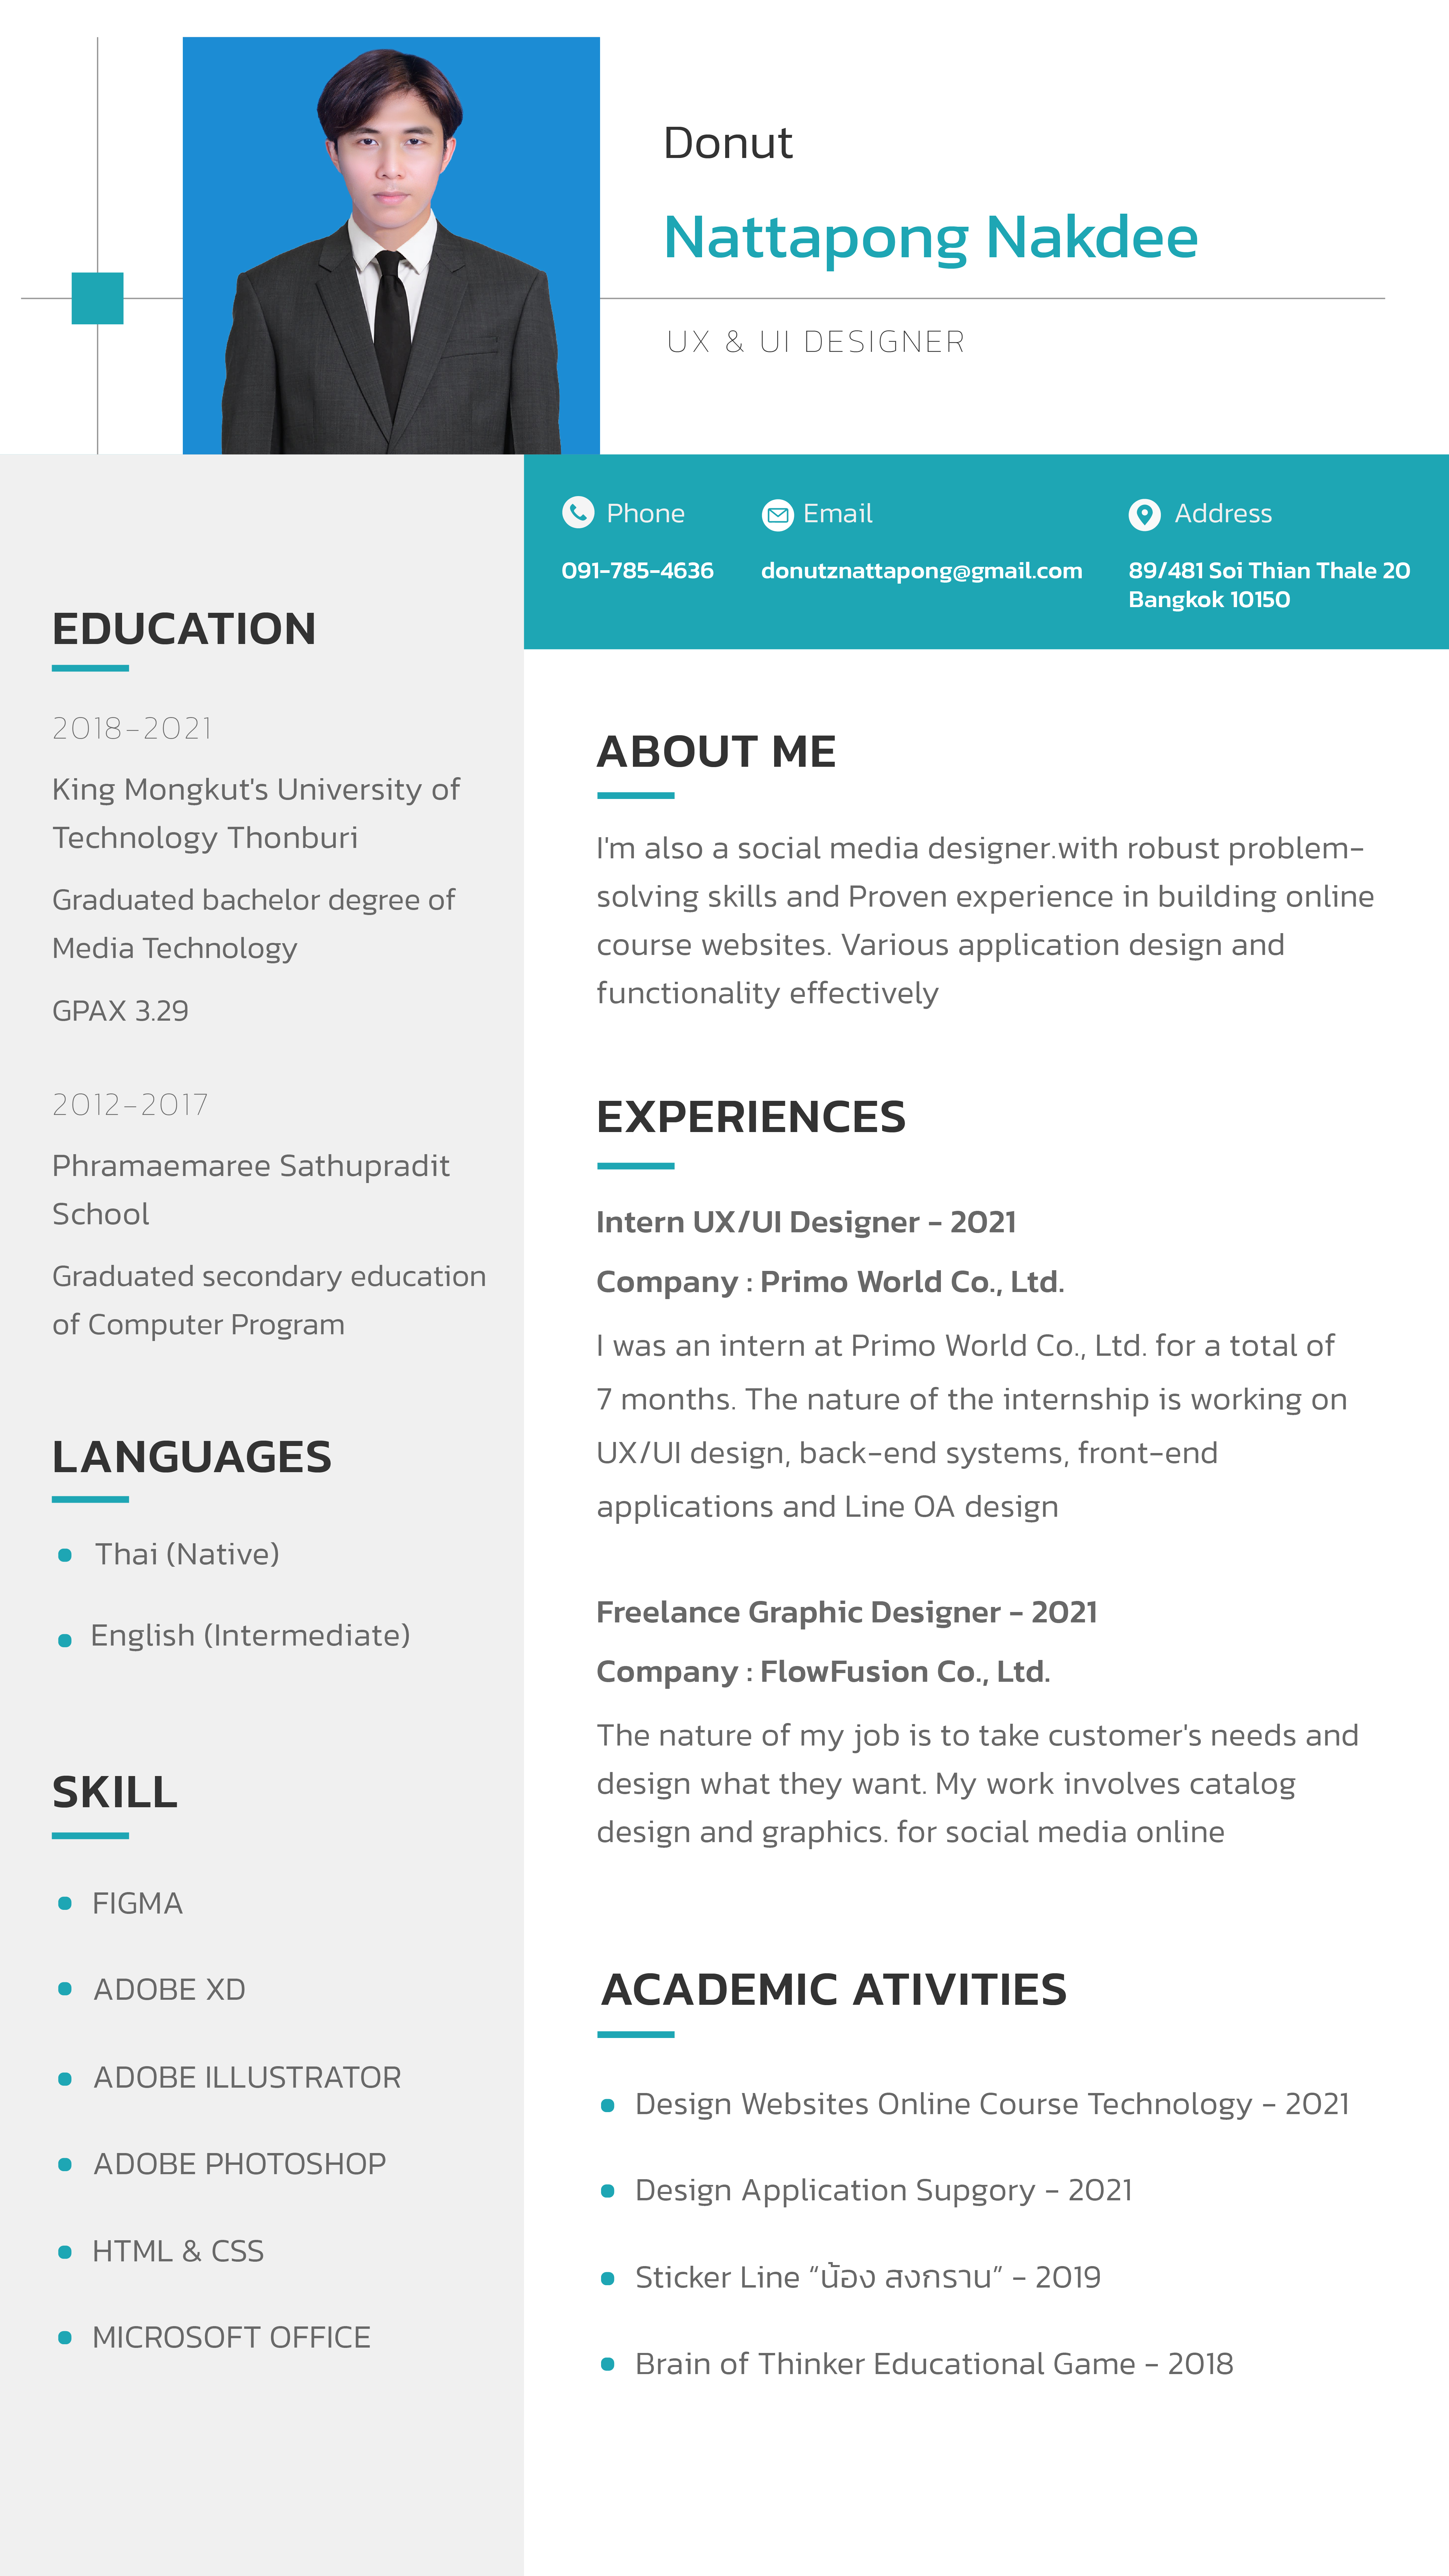 Donut
Nattapong Nakdee
UX & UI DESIGNER
Phone
091-785-4636
Email
donutznattapong@gmail.com
Address
89/481 Soi Thian Thale 20
Bangkok 10150
EDUCATION
2018-2021
King Mongkut's University of
Technology Thonburi
Graduated bachelor degree of
Media Technology
GPAX 3.29
2012-2017
Phramaemaree Sathupradit
School
Graduated secondary education
of Computer Program
LANGUAGES
Thai (Native)
English (Intermediate)
SKILL
FIGMA
ADOBE XD
ADOBE ILLUSTRATOR
ADOBE PHOTOSHOP
HTML & CSS
MICROSOFT OFFICE
ABOUT ME
I'm also a social media designer.with robust problem-
solving skills and Proven experience in building online
course websites. Various application design and
functionality effectively
EXPERIENCES
Intern UX/UI Designer - 2021
Company : Primo World Co., Ltd.
I was an intern at Primo World Co., Ltd. for a total of
7 months. The nature of the internship is working on
UX/UI design, back-end systems, front-end
applications and Line OA design
Freelance Graphic Designer - 2021
Company : FlowFusion Co., Ltd.
The nature of my job is to take customer's needs and
design what they want. My work involves catalog
design and graphics. for social media online
ACADEMIC ATIVITIES
Design Websites Online Course Technology - 2021
Design Application Supgory - 2021
Sticker Line “น้อง สงกราน” - 2019
Brain of Thinker Educational Game - 2018